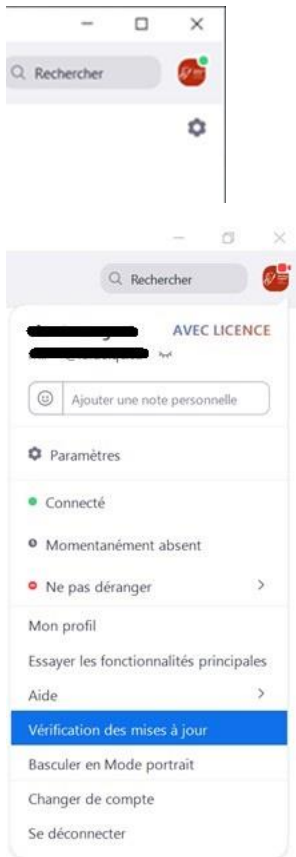 Rechercher
Rechercher
AVEC LICENCE
Ajouter une note personnelle
Paramètres
Connecté
Momentanément absent
Ne pas déranger
Mon profil
Essayer les fonctionnalités principales
Aide
Vérification des mises à jour
Basculer en Mode portrait
Changer de compte
Se déconnecter